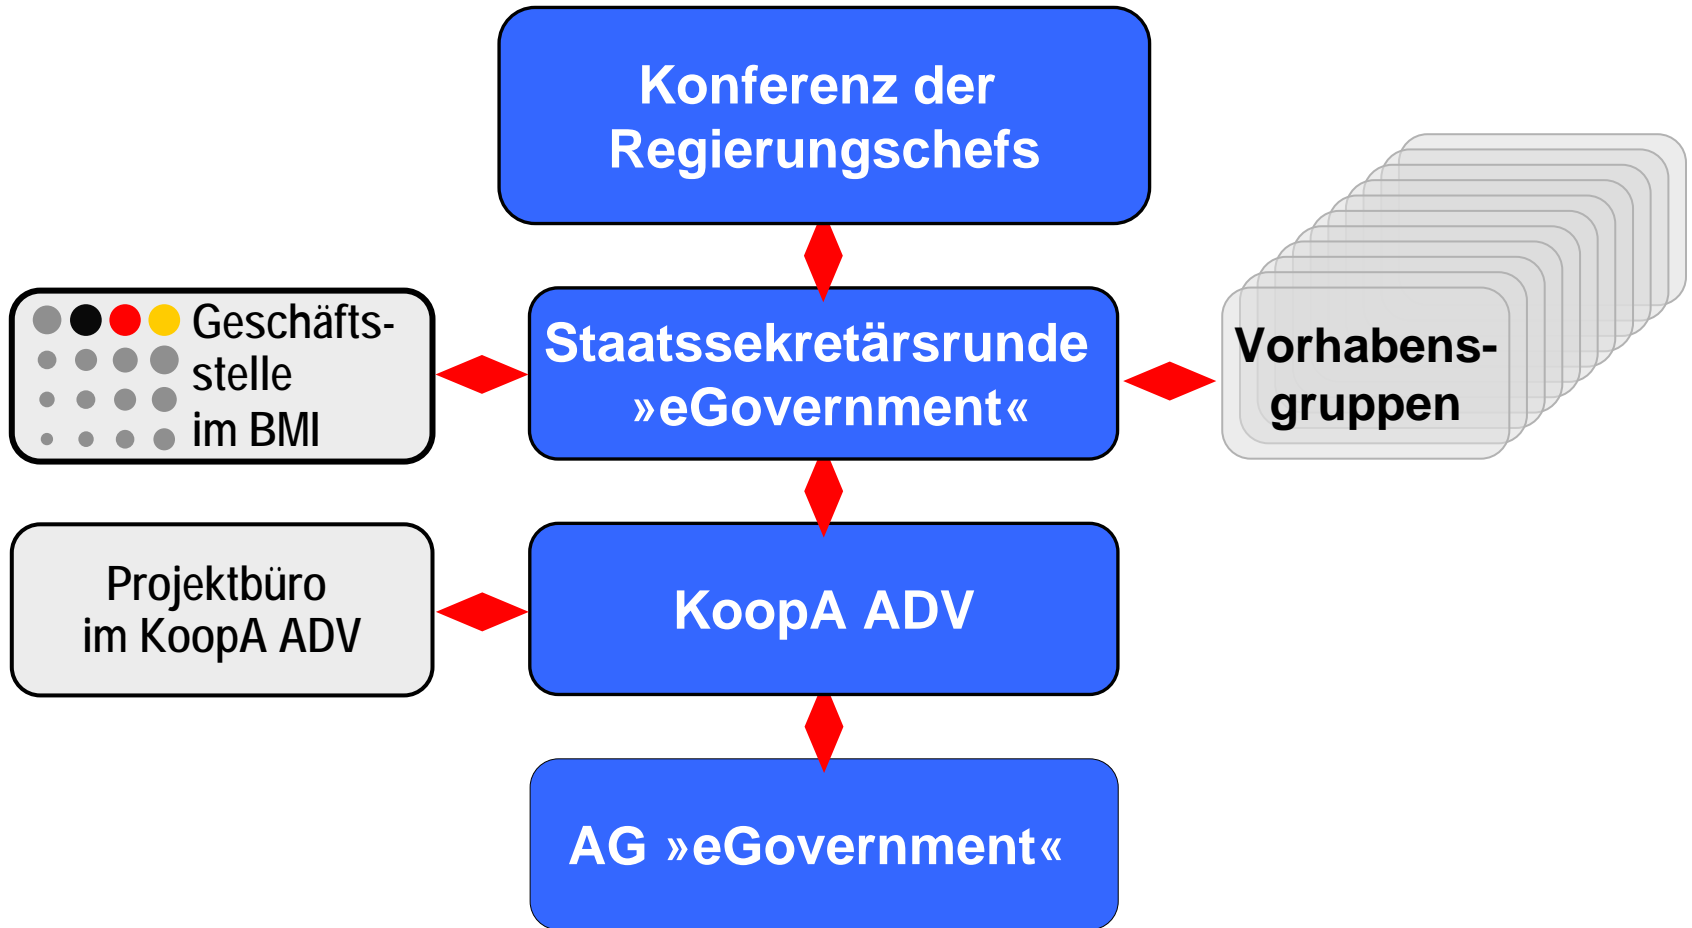 Konferenz der
Regierungschefs
Geschäfts-
stelle
im BMI
Staatssekretärsrunde
»eGovernment«
Vorhabens-
gruppen
Projektbüro
im KoopA ADV
KoopA ADV
AG »eGovernment«